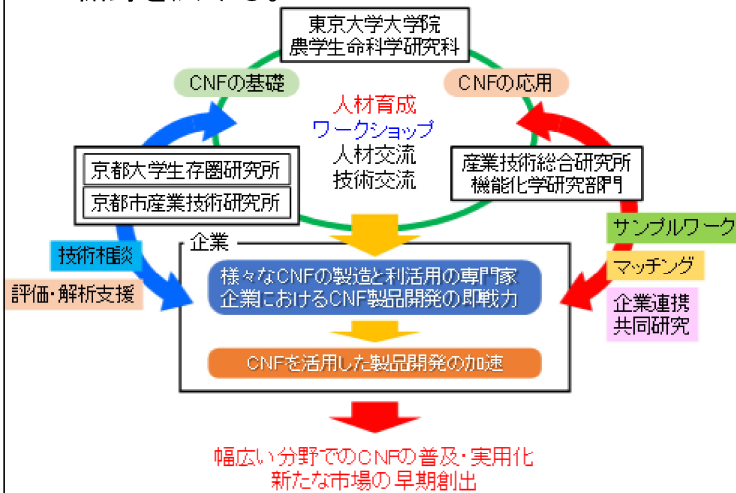 東京大学大学院
農学生命科学研究科
CNFの基礎
CNFの応用
人材育成
ワークショップ
人材交流
技術交流
京都大学生存圏研究所
京都市産業技術研究所
産業技術総合研究所
機能化学研究部門
サンプルワーク
マッチング
企業連携
共同研究
技術相談
評価・解析支援
企業
様々なCNFの製造と利活用の専門家
企業におけるCNF製品開発の即戦力
CNFを活用した製品開発の加速
幅広い分野でのCNFの普及・実用化
新たな市場の早期創出